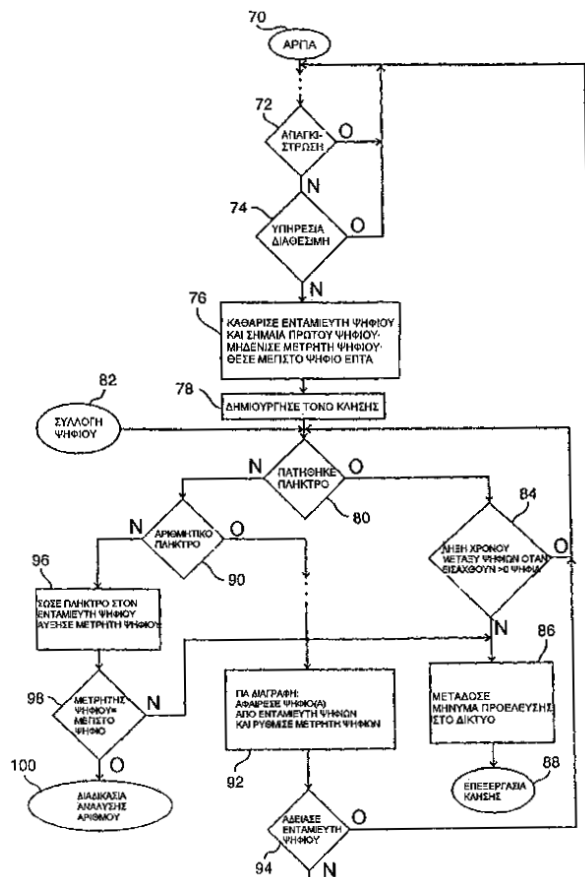 70
ΑΡΠΑ
72
ΑΠΑΓΚΙ-
ΣΤΡΩΣΗ
Ο
Ν
74
ΥΠΗΡΕΣΙΑ
ΔΙΑΘΕΣΙΜΗ
Ο
Ν
76
ΚΑΘΑΡΙΣΕ ΕΝΤΑΜΙΕΥΤΗ ΨΗΦΙΟΥ
ΚΑΙ ΣΗΜΑΙΑ ΠΡΩΤΟΥ ΨΗΦΙΟΥ·
ΜΗΔΕΝΙΣΕ ΜΕΤΡΗΤΗ ΨΗΦΙΟΥ·
ΘΕΣΕ ΜΕΓΙΣΤΟ ΨΗΦΙΟ ΕΠΤΑ
78
ΔΗΜΙΟΥΡΓΗΣΕ ΤΟΝΟ ΚΛΗΣΗΣ
82
ΣΥΛΛΟΓΗ
ΨΗΦΙΟΥ
Ν
ΠΑΤΗΘΗΚΕ
ΠΛΗΚΤΡΟ
Ο
80
84
ΛΗΞΗ ΧΡΟΝΟΥ
ΜΕΤΑΞΥ ΨΗΦΙΩΝ ΟΤΑΝ
ΕΙΣΑΧΘΟΥΝ >0 ΨΗΦΙΑ
Ο
Ν
Ν
ΑΡΙΘΜΗΤΙΚΟ
ΠΛΗΚΤΡΟ
Ο
90
96
ΣΩΣΕ ΠΛΗΚΤΡΟ ΣΤΟΝ
ΕΝΤΑΜΙΕΥΤΗ ΨΗΦΙΟΥ
ΑΥΞΗΣΕ ΜΕΤΡΗΤΗ ΨΗΦΙΟΥ
86
ΜΕΤΑΔΩΣΕ
ΜΗΝΥΜΑ ΠΡΟΕΛΕΥΣΗΣ
ΣΤΟ ΔΙΚΤΥΟ
ΓΙΑ ΔΙΑΓΡΑΦΗ:
ΑΦΑΙΡΕΣΕ ΨΗΦΙΟ(Α)
ΑΠΟ ΕΝΤΑΜΙΕΥΤΗ ΨΗΦΙΩΝ
ΚΑΙ ΡΥΘΜΙΣΕ ΜΕΤΡΗΤΗ ΨΗΦΙΩΝ
92
98
ΜΕΤΡΗΤΗΣ
ΨΗΦΙΟΥ=
ΜΕΓΙΣΤΟ
ΨΗΦΙΟ
Ν
Ο
100
ΔΙΑΔΙΚΑΣΙΑ
ΑΝΑΛΥΣΗΣ
ΑΡΙΘΜΟΥ
88
ΕΠΕΞΕΡΓΑΣΙΑ
ΚΛΗΣΗΣ
ΑΔΕΙΑΣΕ
ΕΝΤΑΜΙΕΥΤΗ
ΨΗΦΙΟΥ
Ο
94
Ν